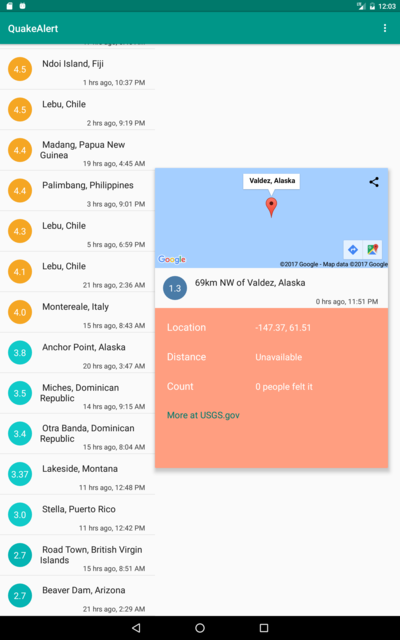 12:03
QuakeAlert
4.5
Ndoi Island, Fiji
1 hrs ago, 10:37 PM
4.5
Lebu, Chile
2 hrs ago, 9:19 PM
4.4
Madang, Papua New
Guinea
19 hrs ago, 4:45 AM
4.4
Palimbang, Philippines
3 hrs ago, 9:01 PM
4.3
Lebu, Chile
5 hrs ago, 6:59 PM
4.1
Lebu, Chile
21 hrs ago, 2:36 AM
4.0
Montereale, Italy
15 hrs ago, 8:43 AM
3.8
Anchor Point, Alaska
20 hrs ago, 3:47 AM
3.5
Miches, Dominican
Republic
14 hrs ago, 9:15 AM
3.4
Otra Banda, Dominican
Republic
15 hrs ago, 8:04 AM
3.37
Lakeside, Montana
11 hrs ago, 12:48 PM
3.0
Stella, Puerto Rico
11 hrs ago, 12:42 PM
2.7
Road Town, British Virgin
Islands
15 hrs ago, 8:51 AM
2.7
Beaver Dam, Arizona
21 hrs ago, 2:29 AM
Valdez, Alaska
Google
©2017 Google - Map data ©2017 Google
1.3
69km NW of Valdez, Alaska
0 hrs ago, 11:51 PM
Location
-147.37, 61.51
Distance
Unavailable
Count
0 people felt it
More at USGS.gov